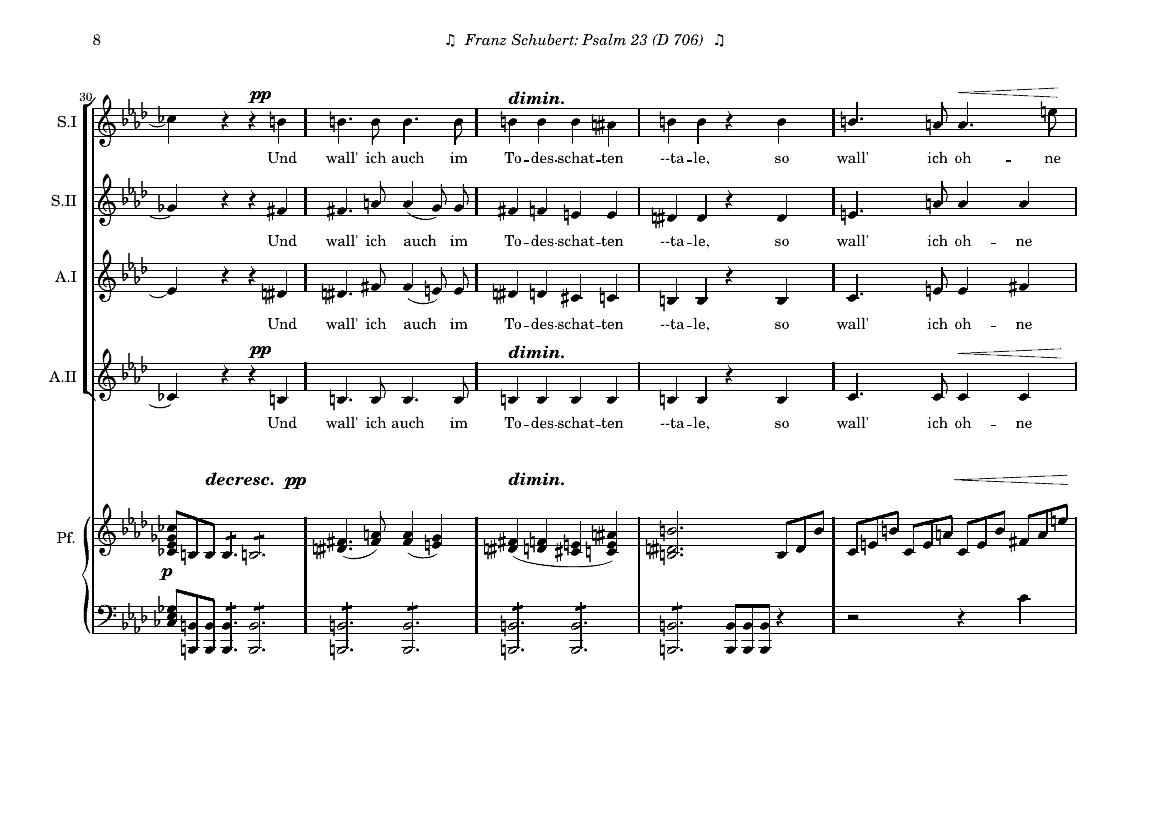 8 ♫ Franz Schubert: Psalm 23 (D 706) ♫
30 pp dimin.
S.I
Und wall' ich auch im To-des-schat-ten --ta-le, so wall' ich oh - ne
S.II
Und wall' ich auch im To-des-schat-ten --ta-le, so wall' ich oh - ne
A.I
Und wall' ich auch im To-des-schat-ten --ta-le, so wall' ich oh - ne
pp dimin.
A.II
Und wall' ich auch im To-des-schat-ten --ta-le, so wall' ich oh - ne
decresc. pp dimin.
Pf.
p